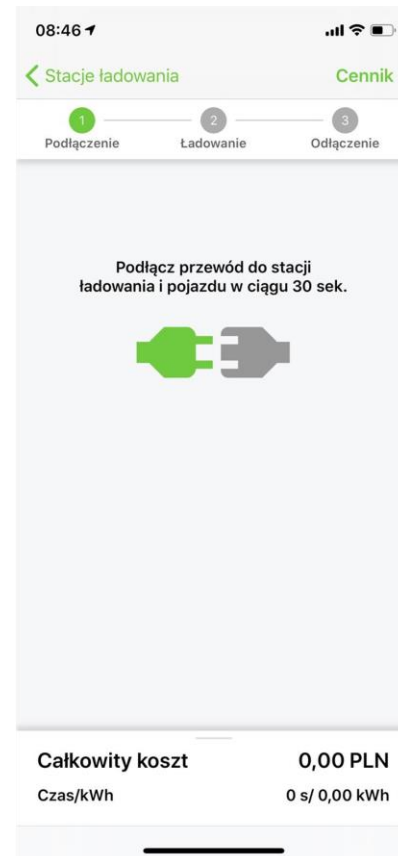 08:46
Stacje ładowania Cennik
1 2 3
Podłączenie Ładowanie Odłączenie
Podłącz przewód do stacji
ładowania i pojazdu w ciągu 30 sek.
Całkowity koszt 0,00 PLN
Czas/kWh 0 s/ 0,00 kWh